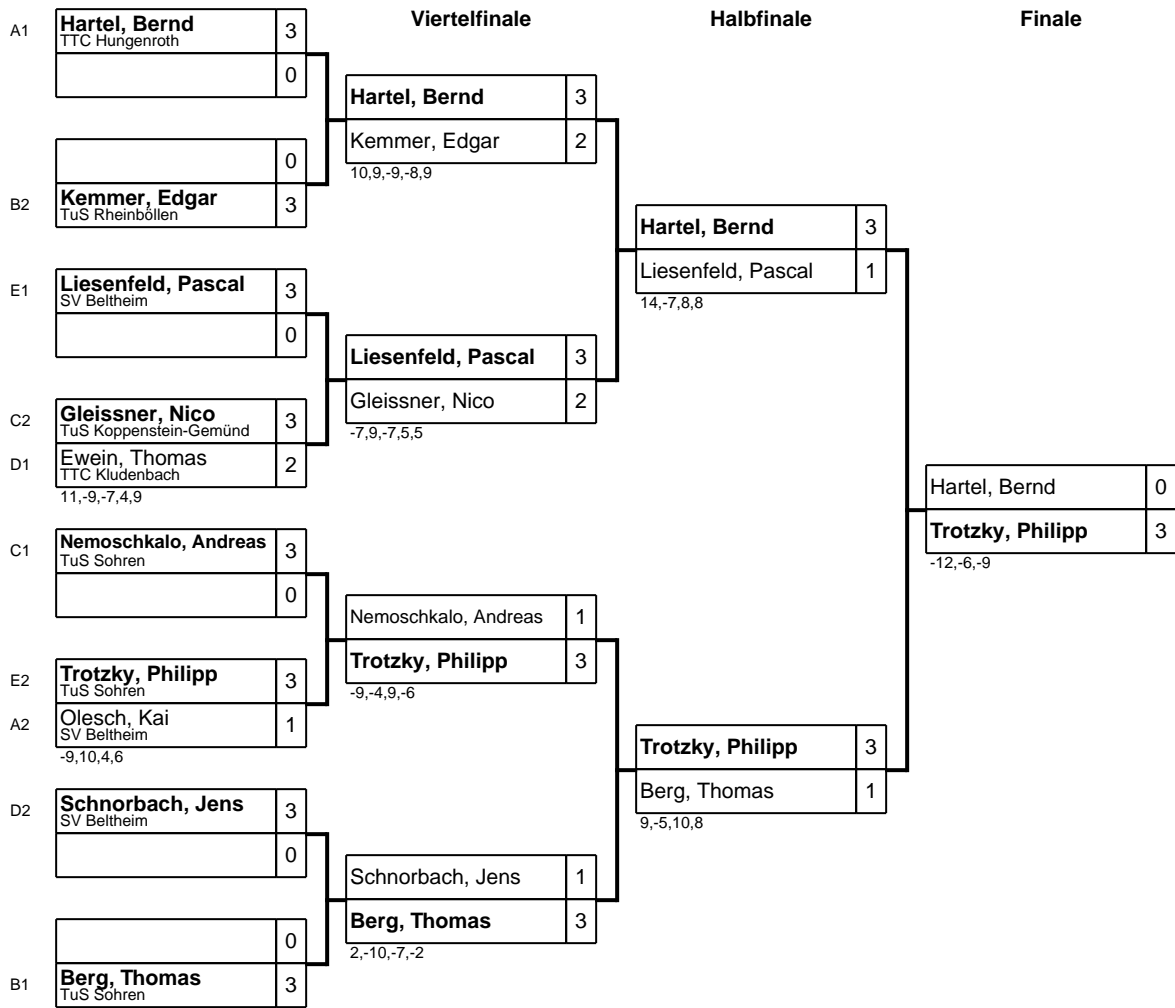 Viertelfinale
Halbfinale
Finale
A1
Hartel, Bernd
TTC Hungenroth
3
0
0
B2
Kemmer, Edgar
TuS Rheinböllen
3
E1
Liesenfeld, Pascal
SV Beltheim
3
0
C2
Gleissner, Nico
TuS Koppenstein-Gemünd
3
D1
Ewein, Thomas
TTC Kludenbach
2
11,-9,-7,4,9
C1
Nemoschkalo, Andreas
TuS Sohren
3
0
E2
Trotzky, Philipp
TuS Sohren
3
A2
Olesch, Kai
SV Beltheim
1
-9,10,4,6
D2
Schnorbach, Jens
SV Beltheim
3
0
0
B1
Berg, Thomas
TuS Sohren
3
Hartel, Bernd 3
Kemmer, Edgar 2
10,9,-9,-8,9
Liesenfeld, Pascal 3
Gleissner, Nico 2
-7,9,-7,5,5
Nemoschkalo, Andreas 1
Trotzky, Philipp 3
-9,-4,9,-6
Schnorbach, Jens 1
Berg, Thomas 3
2,-10,-7,-2
Hartel, Bernd 3
Liesenfeld, Pascal 1
14,-7,8,8
Trotzky, Philipp 3
Berg, Thomas 1
9,-5,10,8
Hartel, Bernd 0
Trotzky, Philipp 3
-12,-6,-9